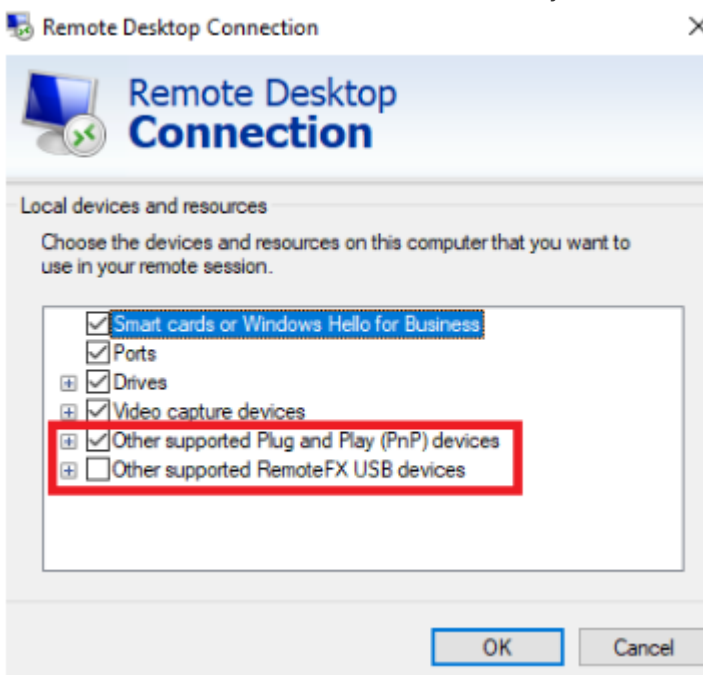 Remote Desktop Connection
Remote Desktop
Connection
Local devices and resources
Choose the devices and resources on this computer that you want to
use in your remote session.
Smart cards or Windows Hello for Business
Ports
Drives
Video capture devices
Other supported Plug and Play (PnP) devices
Other supported RemoteFX USB devices
OK
Cancel